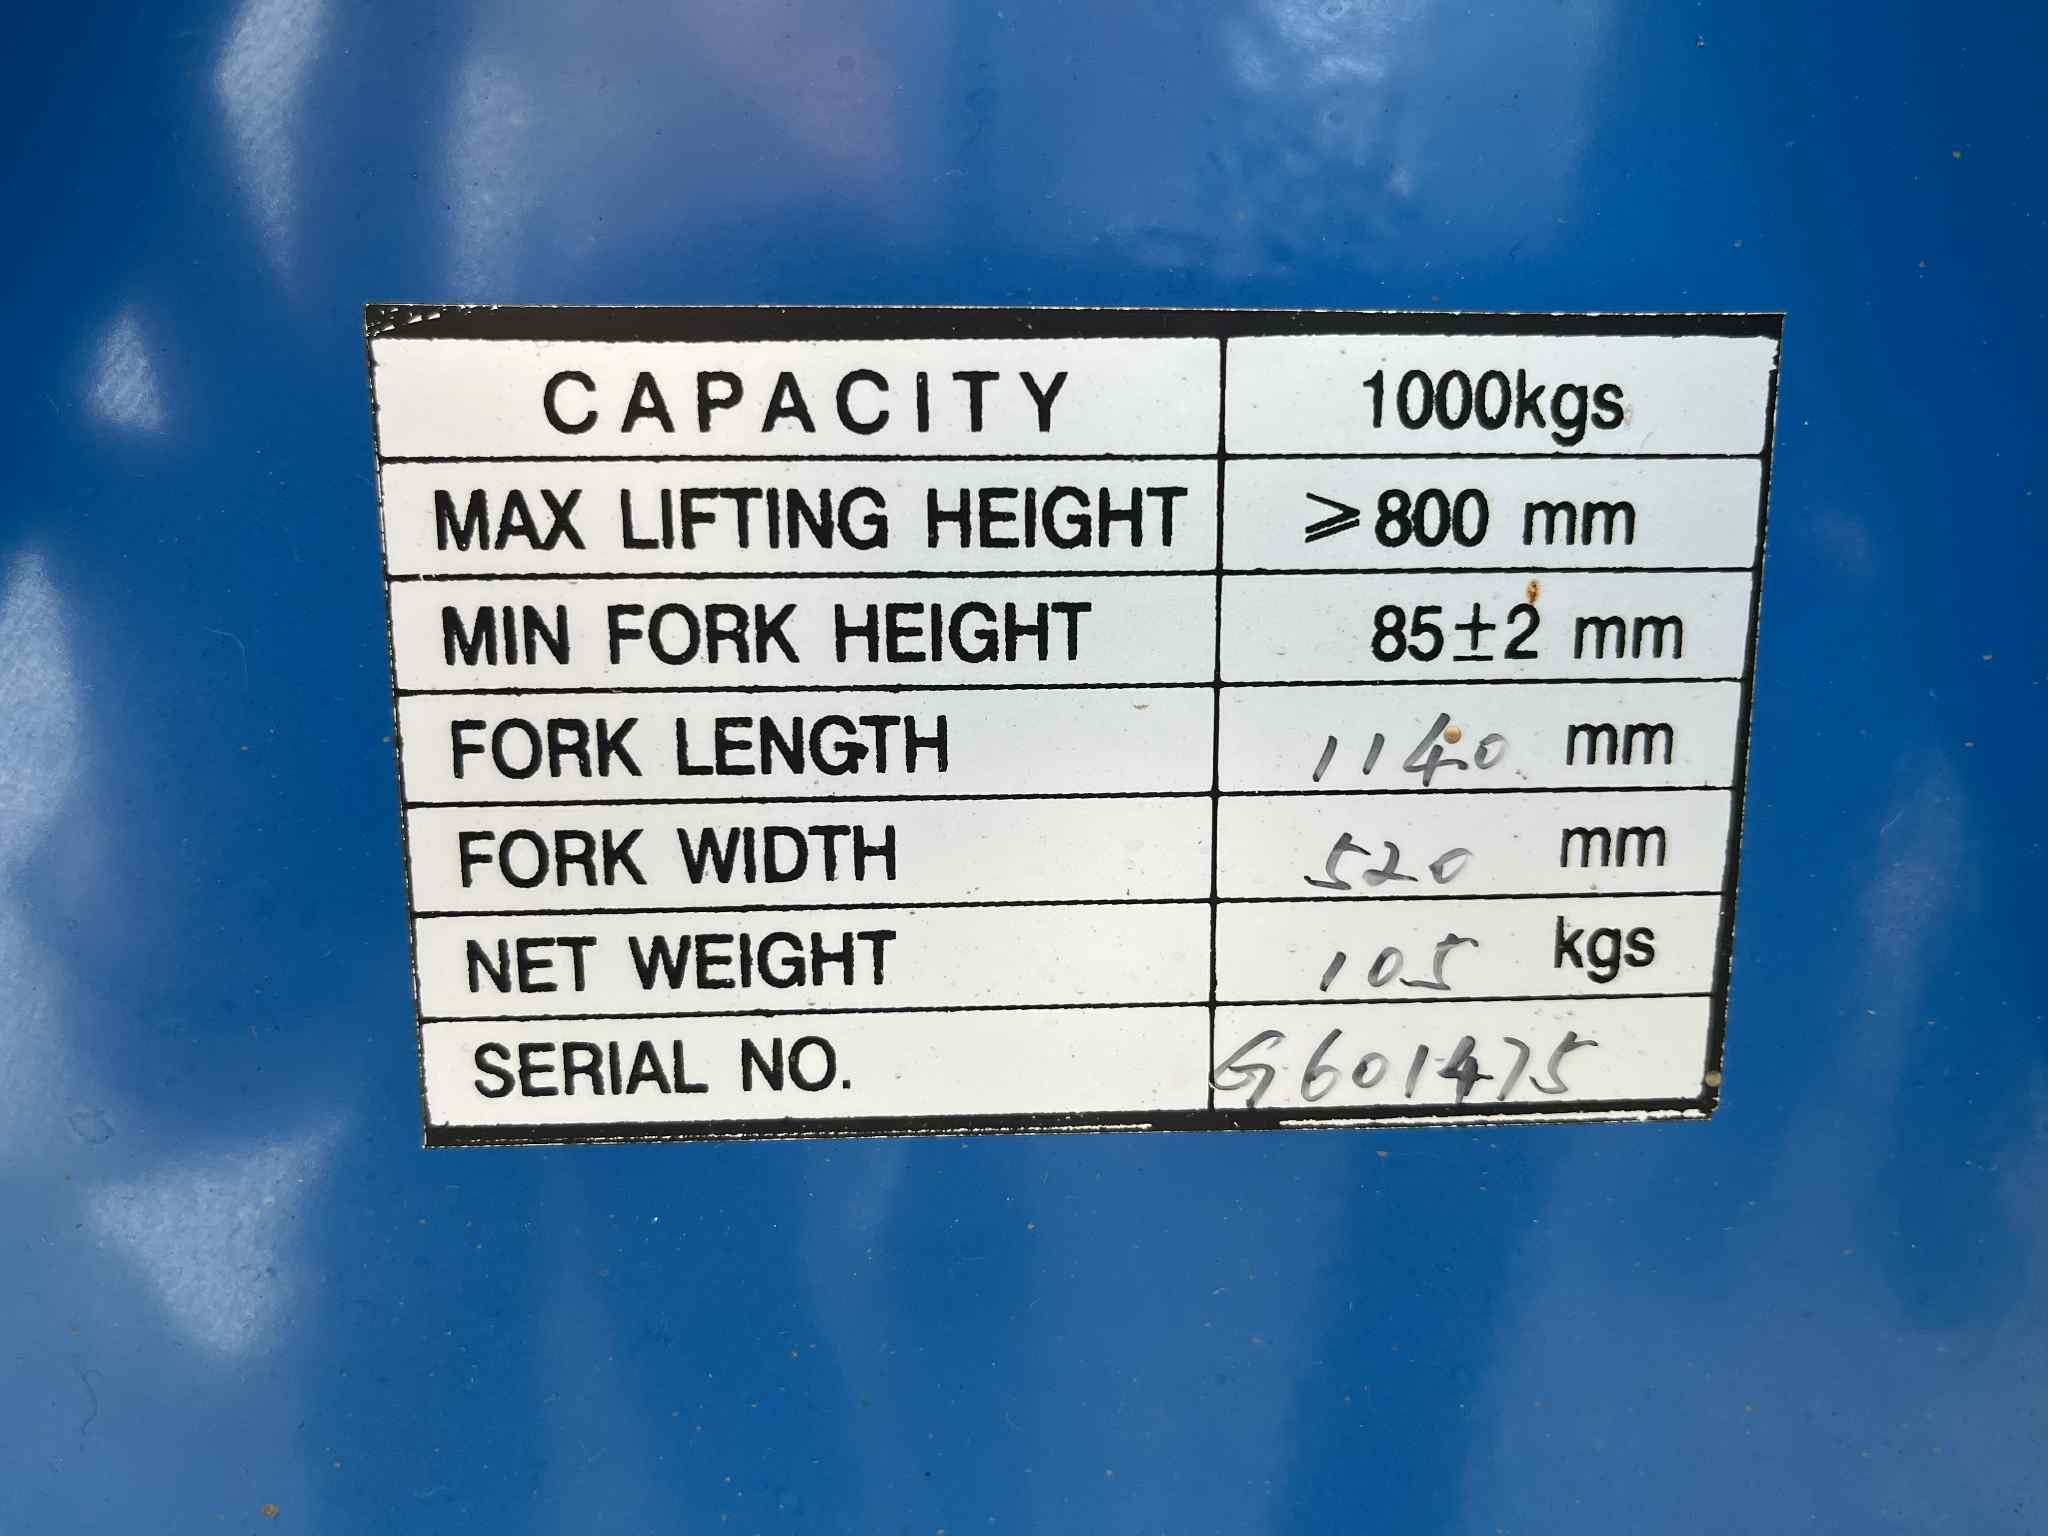 CAPACITY 1000kgs
MAX LIFTING HEIGHT ⩾800 mm
MIN FORK HEIGHT 85±2 mm
FORK LENGTH 1140 mm
FORK WIDTH 520 mm
NET WEIGHT 105 kgs
SERIAL NO. G601475